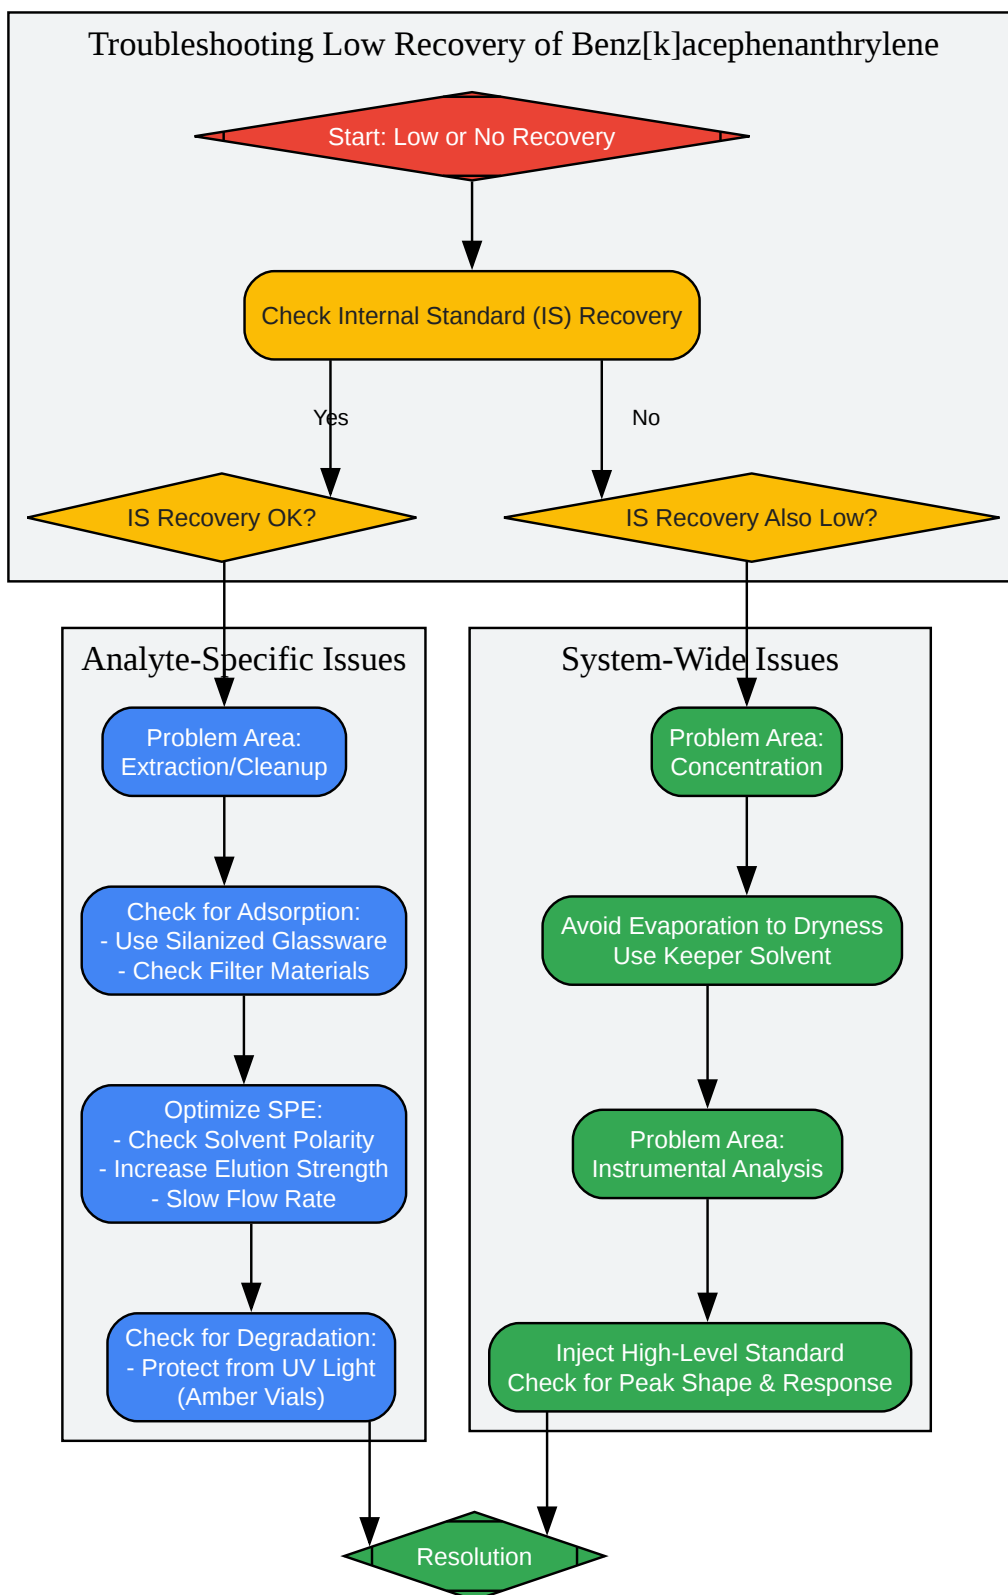 Troubleshooting Low Recovery of Benz[k]acephenanthrylene
Start: Low or No Recovery
Check Internal Standard (IS) Recovery
Yes
No
IS Recovery OK?
IS Recovery Also Low?
Analyte-Specific Issues
Problem Area:
Extraction/Cleanup
Check for Adsorption:
- Use Silanized Glassware
- Check Filter Materials
Optimize SPE:
- Check Solvent Polarity
- Increase Elution Strength
- Slow Flow Rate
Check for Degradation:
- Protect from UV Light
(Amber Vials)
System-Wide Issues
Problem Area:
Concentration
Avoid Evaporation to Dryness
Use Keeper Solvent
Problem Area:
Instrumental Analysis
Inject High-Level Standard
Check for Peak Shape & Response
Resolution